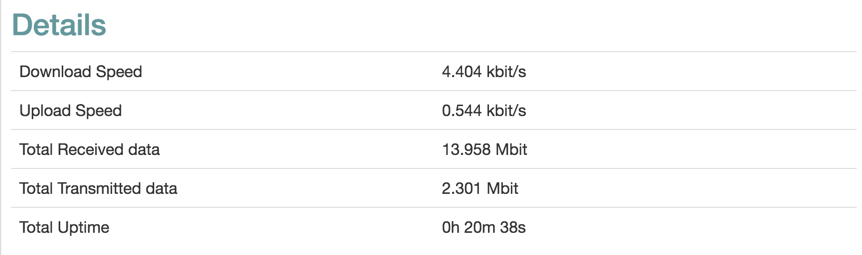 Details
Download Speed 4.404 kbit/s
Upload Speed 0.544 kbit/s
Total Received data 13.958 Mbit
Total Transmitted data 2.301 Mbit
Total Uptime 0h 20m 38s